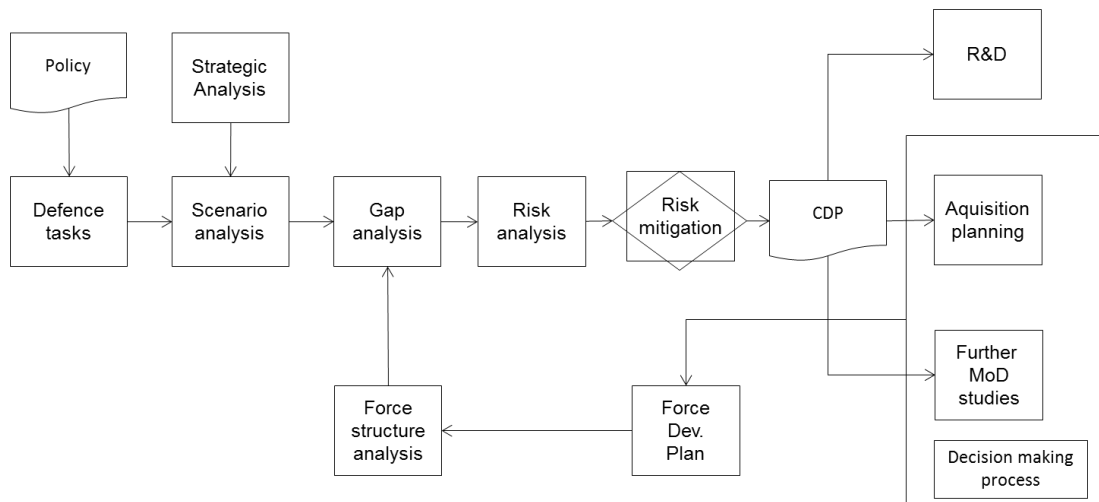 Policy
Strategic
Analysis
R&D
Defence
tasks
Scenario
analysis
Gap
analysis
Risk
analysis
Risk
mitigation
CDP
Aquisition
planning
Force
structure
analysis
Force
Dev.
Plan
Further
MoD
studies
Decision making
process